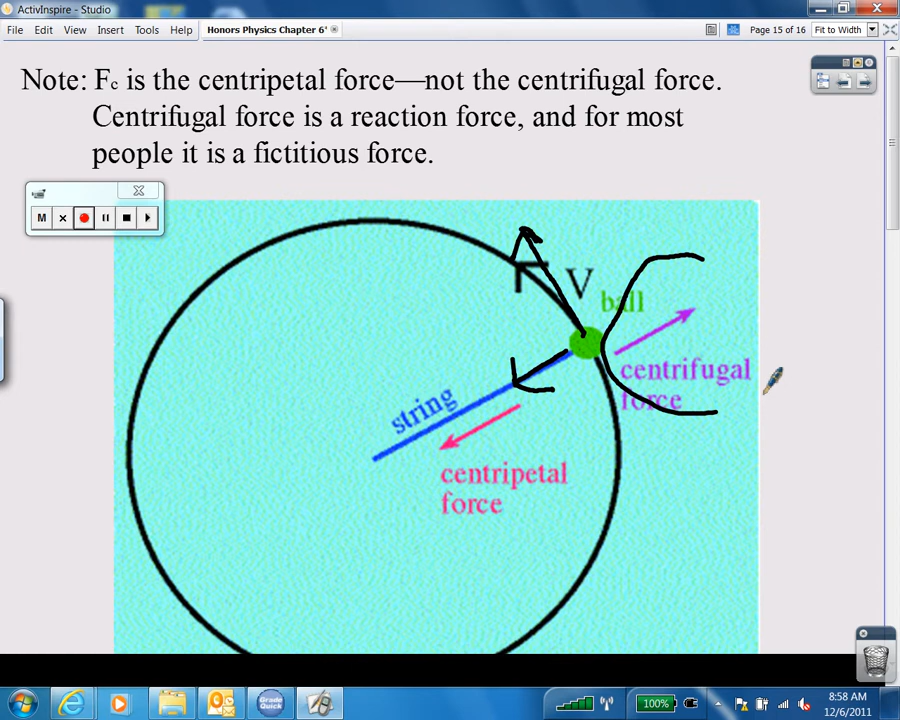 ActivInspire - Studio
File Edit View Insert Tools Help Honors Physics Chapter 6' Page 15 of 16 Fit to Width
Note: Fc is the centripetal force—not the centrifugal force.
Centrifugal force is a reaction force, and for most
people it is a fictitious force.
M
V
ball
centrifugal
force
string
centripetal
force
Grade
Quick
100%
8:58 AM
12/6/2011